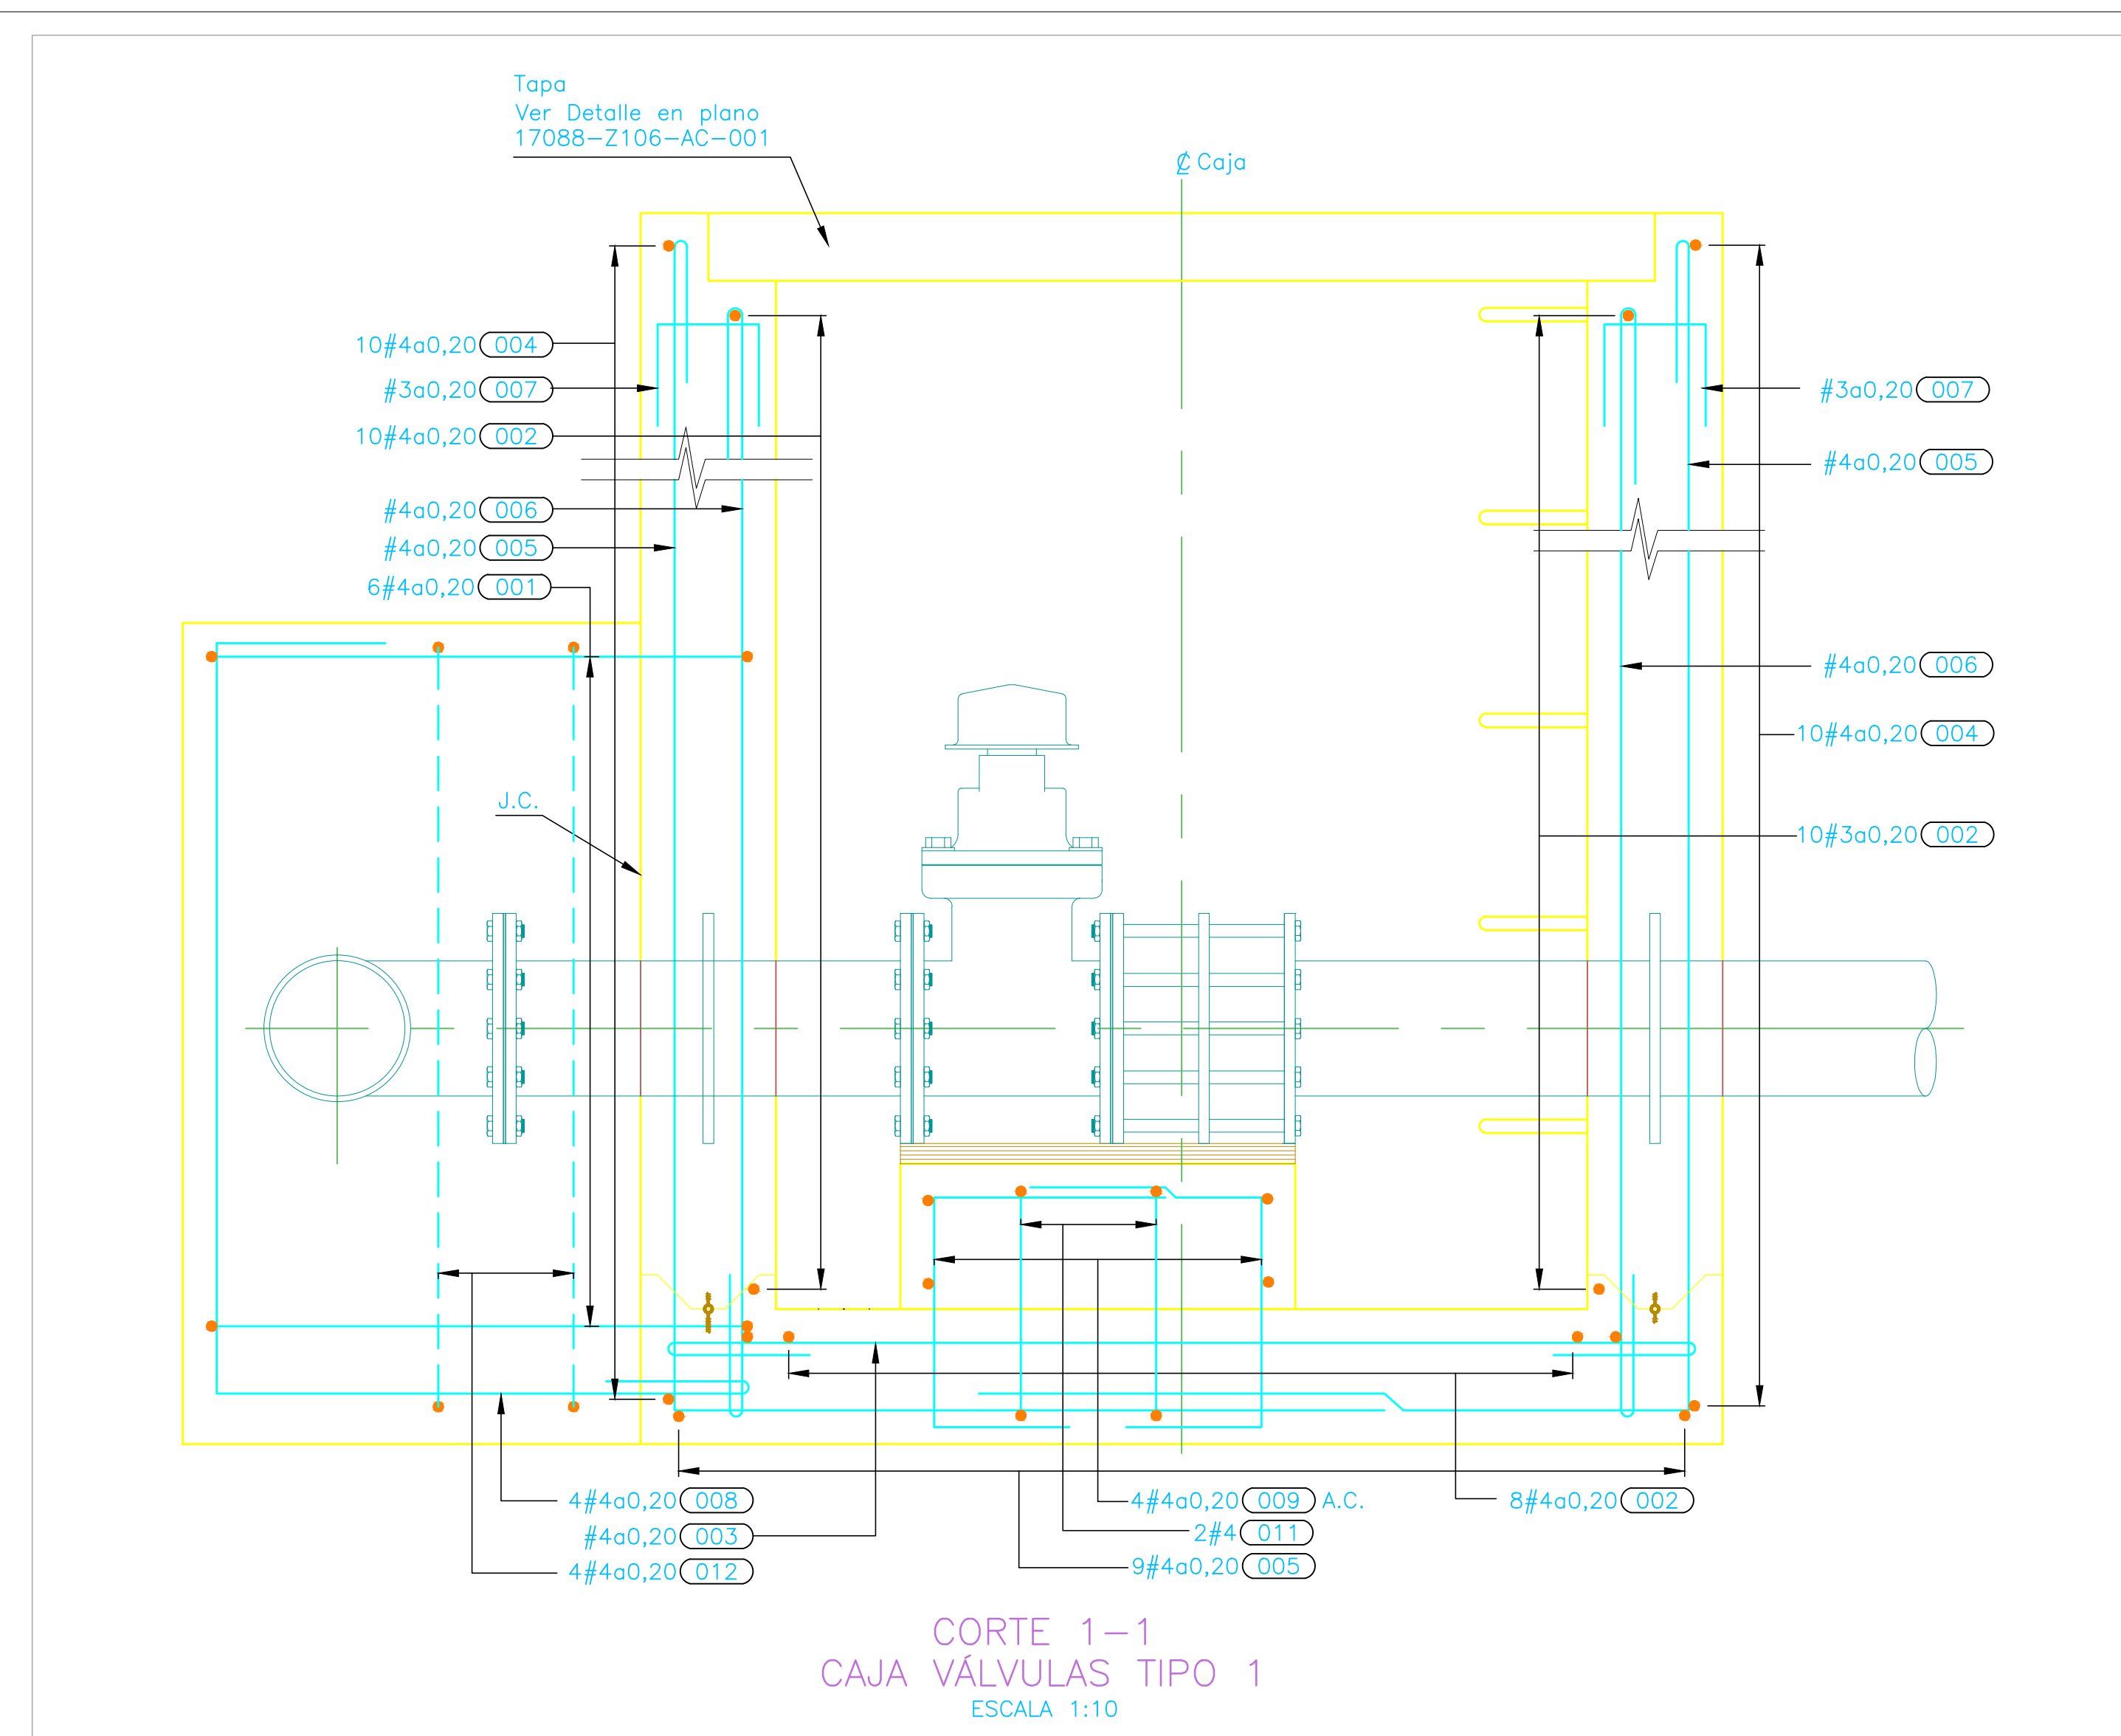 Tapa
Ver Detalle en plano
17088-Z106-AC-001
℄ Caja
10#4a0,20 004
#3a0,20 007
10#4a0,20 002
#4a0,20 006
#4a0,20 005
6#4a0,20 001
J.C.
#3a0,20 007
#4a0,20 005
#4a0,20 006
10#4a0,20 004
10#3a0,20 002
4#4a0,20 008
#4a0,20 003
4#4a0,20 012
4#4a0,20 009 A.C.
2#4 011
9#4a0,20 005
8#4a0,20 002
CORTE 1-1
CAJA VÁLVULAS TIPO 1
ESCALA 1:10